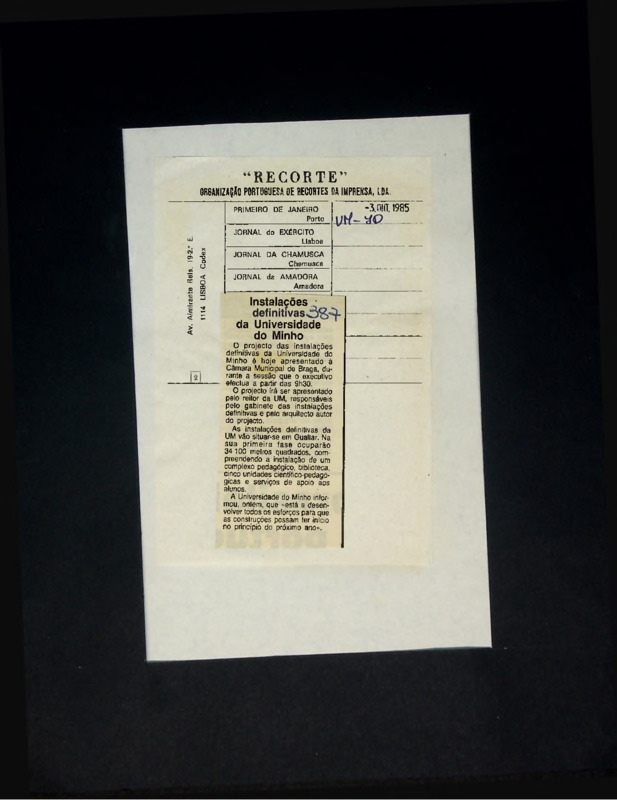 "RECORTE"
ORGANIZAÇÃO PORTUGUESA DE RECORTES DA IMPRENSA, LDA.
Av. Almirante Reis, 19-2.º E.
1114 LISBOA Codex
2
PRIMEIRO DE JANEIRO
Porto
JORNAL do EXÉRCITO
Lisboa
JORNAL DA CHAMUSCA
Chamusca
JORNAL da AMADORA
Amadora
-3. OUT. 1985
UM-
387
Instalações
definitivas
da Universidade
do Minho
O projecto das instalações
definitivas da Universidade do
Minho é hoje apresentado à
Câmara Municipal de Braga, du-
rante a sessão que o executivo
efectua a partir das 9h30.
O projecto irá ser apresentado
pelo reitor da UM, responsáveis
pelo gabinete das instalações
definitivas e pelo arquitecto autor
do projecto.
As instalações definitivas da
UM vão situar-se em Gualtar. Na
sua primeira fase ocuparão
34 100 metros quadrados, com-
preendendo a instalação de um
complexo pedagógico, biblioteca,
cinco unidades científico-pedagó-
gicas e serviços de apoio aos
alunos.
A Universidade do Minho infor-
mou, ontem, que «está a desen-
volver todos os esforços para que
as construções possam ter início
no princípio do próximo ano».